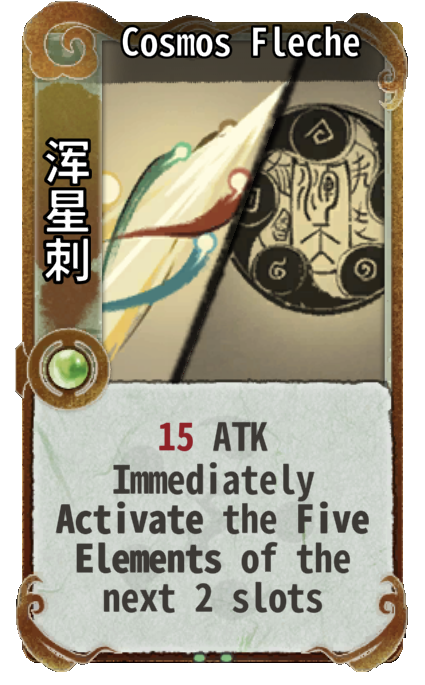 Cosmos Fleche
浑星刺
15 ATK
Immediately
Activate the Five
Elements of the
next 2 slots